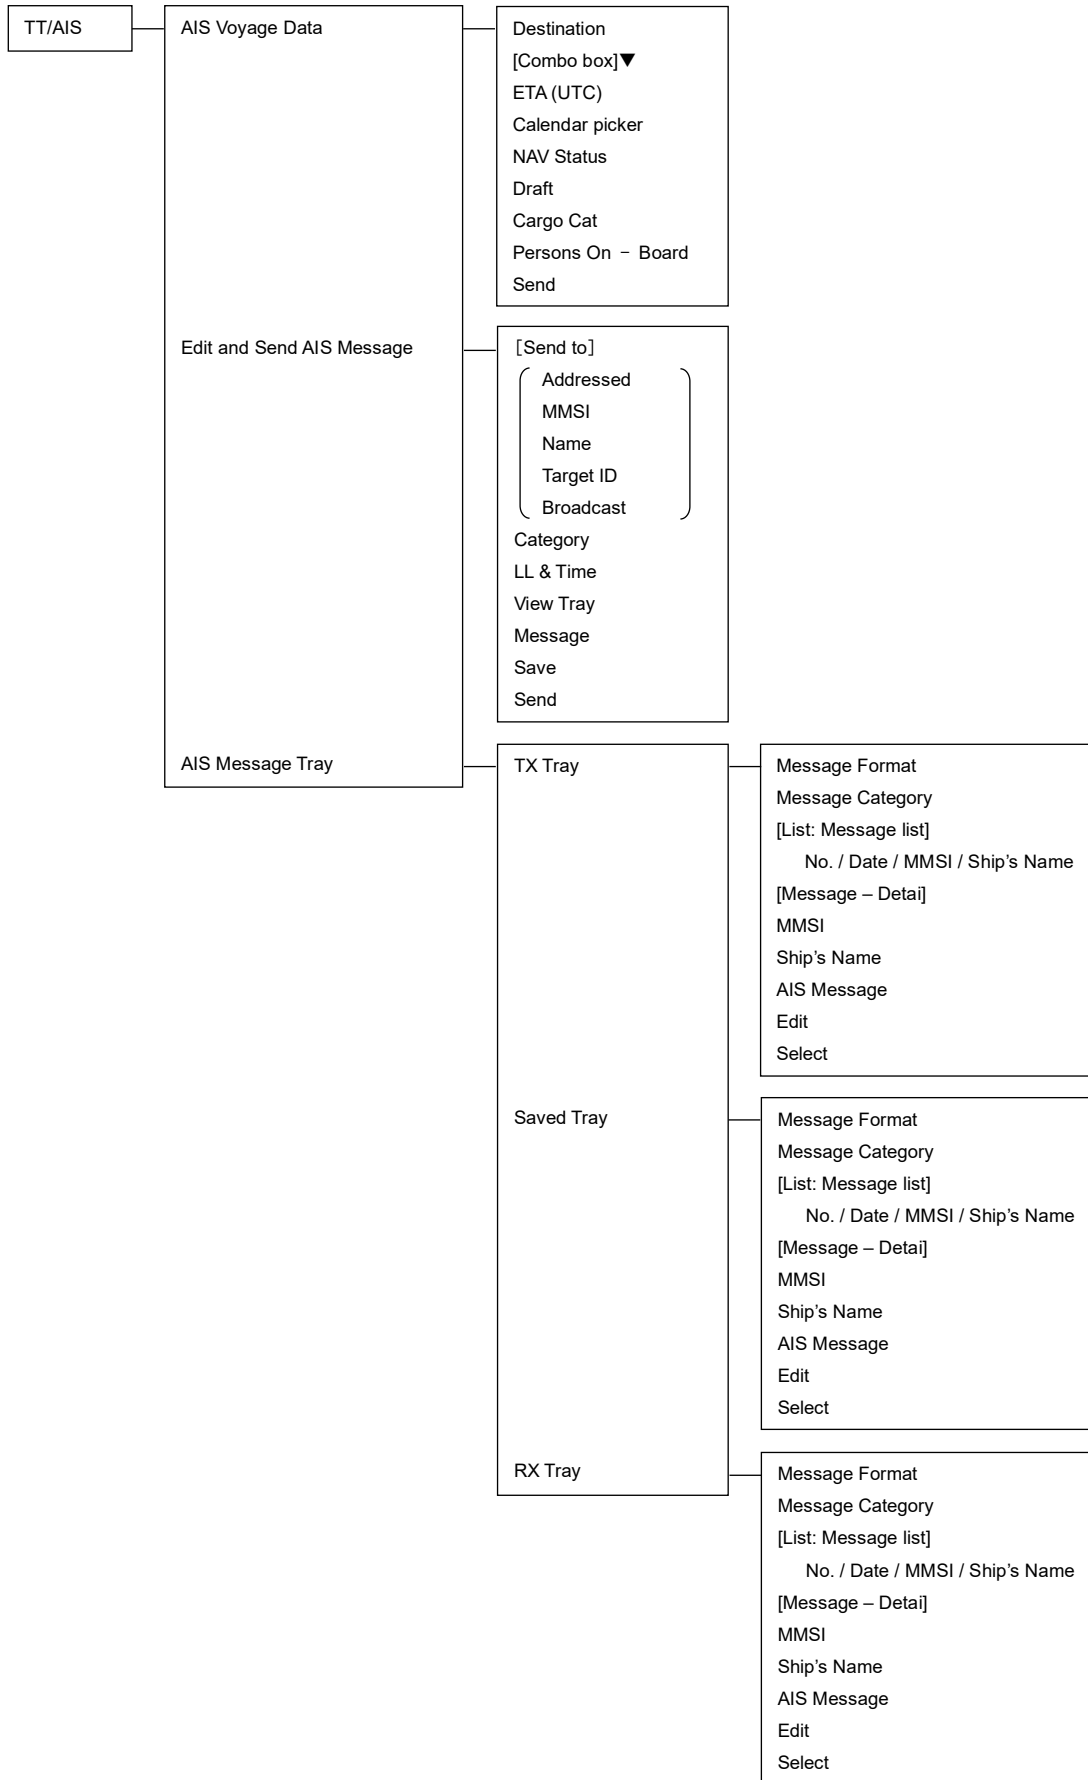 TT/AIS
AIS Voyage Data
Destination
[Combo box]▼
ETA (UTC)
Calendar picker
NAV Status
Draft
Cargo Cat
Persons On － Board
Send
Edit and Send AIS Message
［Send to］
Addressed
MMSI
Name
Target ID
Broadcast
Category
LL & Time
View Tray
Message
Save
Send
AIS Message Tray
TX Tray
Message Format
Message Category
[List: Message list]
No. / Date / MMSI / Ship’s Name
[Message – Detai]
MMSI
Ship’s Name
AIS Message
Edit
Select
Saved Tray
Message Format
Message Category
[List: Message list]
No. / Date / MMSI / Ship’s Name
[Message – Detai]
MMSI
Ship’s Name
AIS Message
Edit
Select
RX Tray
Message Format
Message Category
[List: Message list]
No. / Date / MMSI / Ship’s Name
[Message – Detai]
MMSI
Ship’s Name
AIS Message
Edit
Select